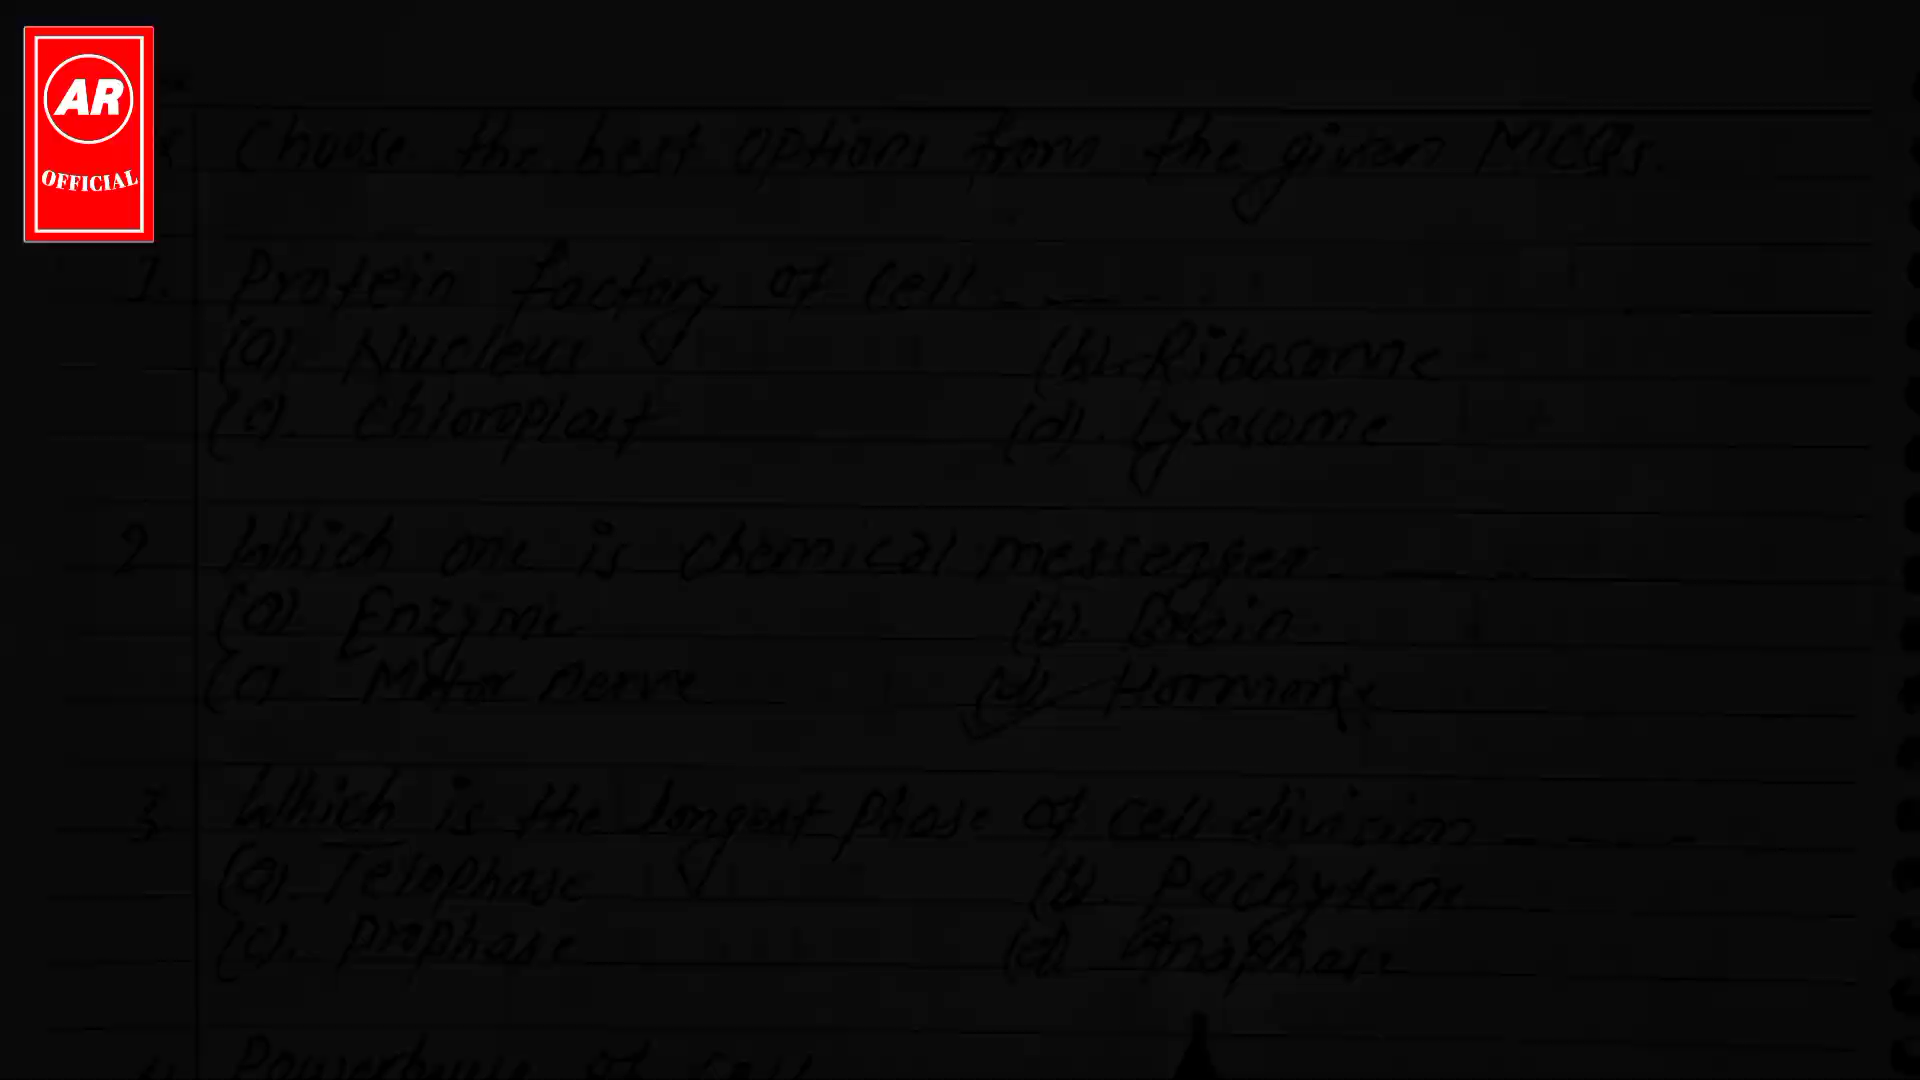 AR
OFFICIAL
Choose the best options from the given MCQs.
1. Protein factory of cell ----
(a). Nucleus (b). Ribosome
(c). Chloroplast (d). Lysosome
2 Which one is chemical messenger
(a). Enzyme (b).
(c). Motor nerve (d). Hormone
3 Which is the longest phase of cell division -----
(a). Telophase (b). Pachytene
(c). Prophase (d). Anaphase
4 Powerhouse of cell